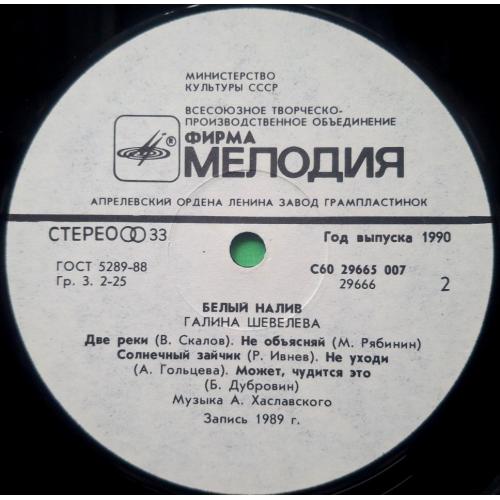 МИНИСТЕРСТВО
КУЛЬТУРЫ СССР
ВСЕСОЮЗНОЕ ТВОРЧЕСКО-
ПРОИЗВОДСТВЕННОЕ ОБЪЕДИНЕНИЕ
® ФИРМА
МЕЛОДИЯ
АПРЕЛЕВСКИЙ ОРДЕНА ЛЕНИНА ЗАВОД ГРАМПЛАСТИНОК
СТЕРЕО 33 Год выпуска 1990
ГОСТ 5289-88 С60 29665 007
Гр. 3. 2-25 29666 2
БЕЛЫЙ НАЛИВ
ГАЛИНА ШЕВЕЛЕВА
Две реки (В. Скалов). Не объясняй (М. Рябинин)
Солнечный зайчик (Р. Ивнев). Не уходи
(А. Гольцева). Может, чудится это
(Б. Дубровин)
Музыка А. Хаславского
Запись 1989 г.